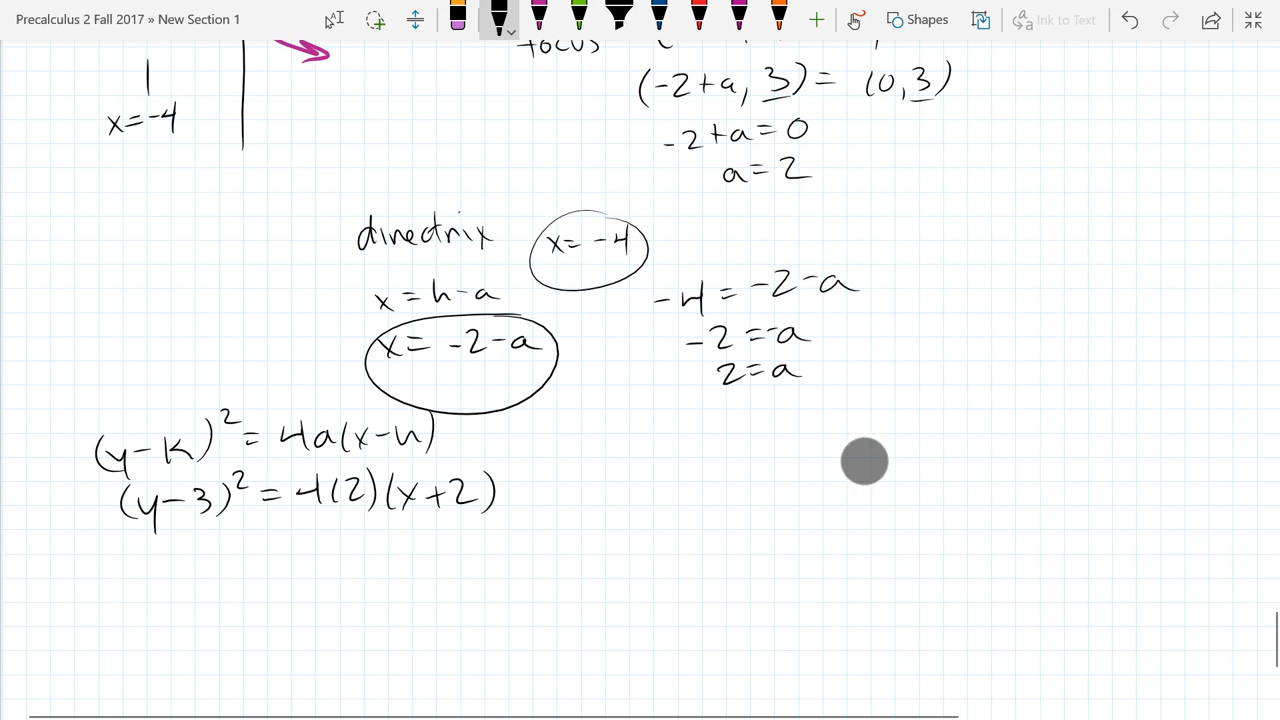 Precalculus 2 Fall 2017 » New Section 1
Shapes
Ink to Text
focus
(-2+a, 3) = (0,3)
x=-4
-2+a=0
a=2
directrix x=-4
x=h-a
-4=-2-a
x=-2-a
-2=-a
2=a
(y-k)²=4a(x-h)
(y-3)²=4(2)(x+2)